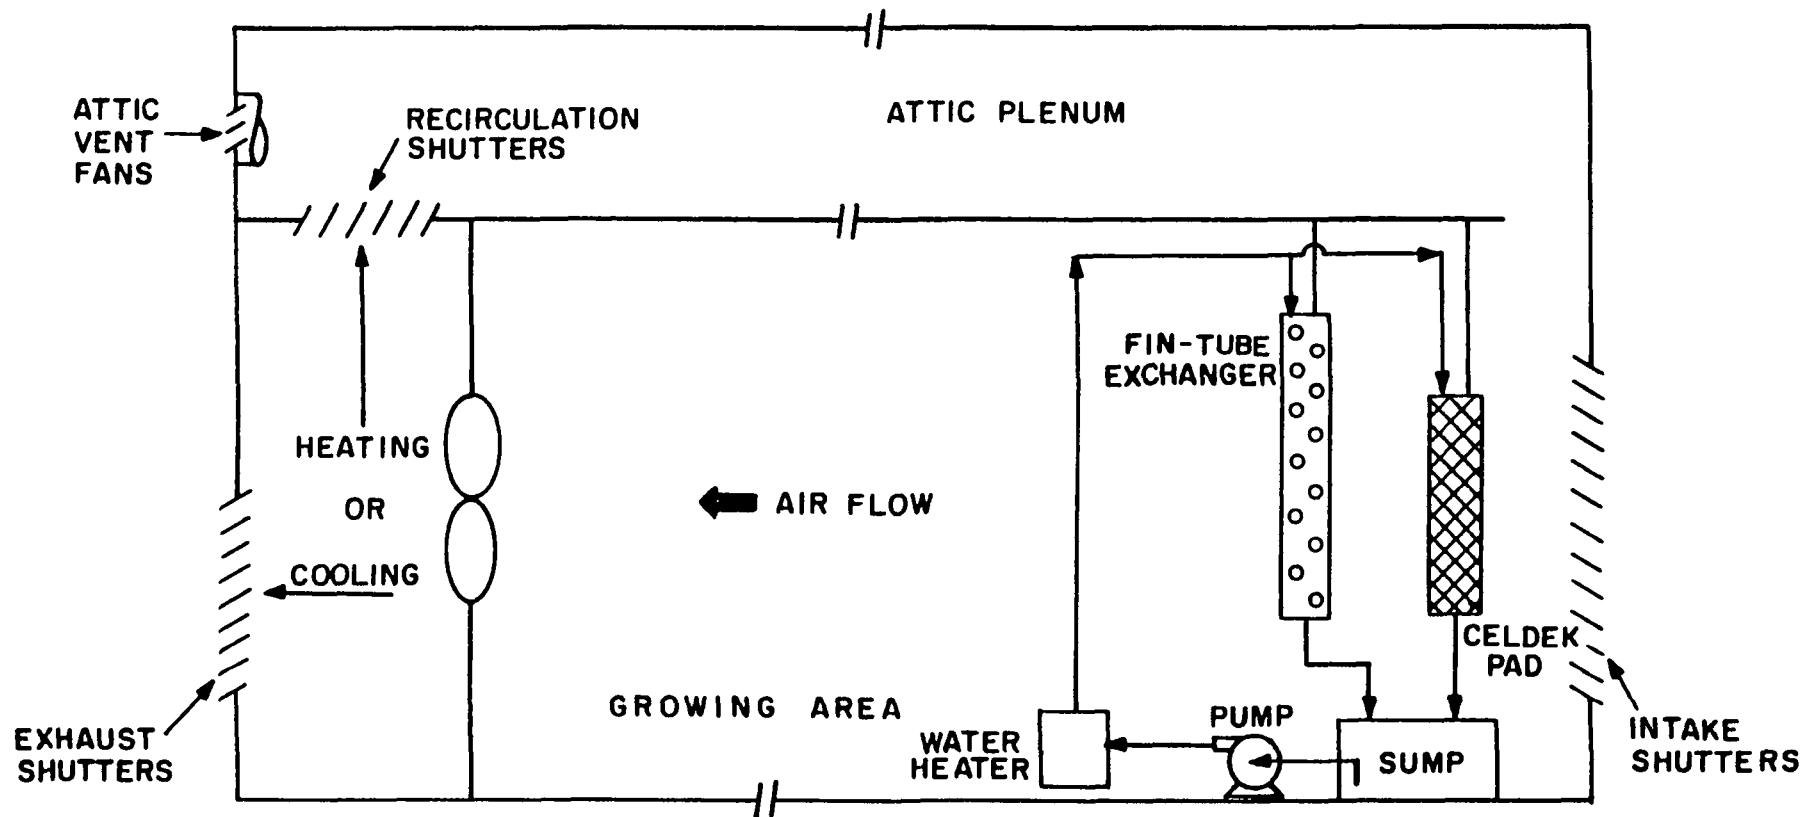 ATTIC
VENT
FANS
RECIRCULATION
SHUTTERS
ATTIC PLENUM
FIN-TUBE
EXCHANGER
HEATING
OR
COOLING
AIR FLOW
CELDEK
PAD
GROWING AREA
EXHAUST
SHUTTERS
WATER
HEATER
PUMP
SUMP
INTAKE
SHUTTERS